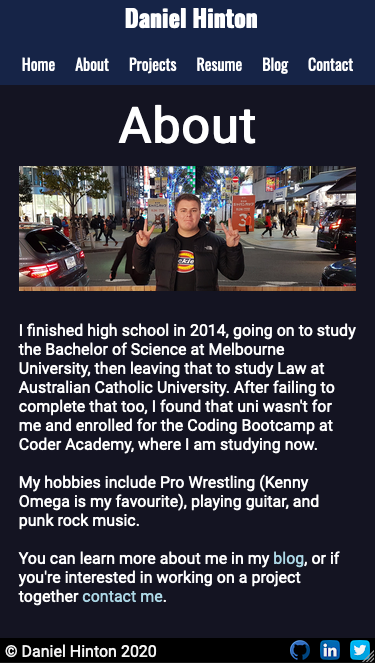 Daniel Hinton
Home About Projects Resume Blog Contact
About
I finished high school in 2014, going on to study
the Bachelor of Science at Melbourne
University, then leaving that to study Law at
Australian Catholic University. After failing to
complete that too, I found that uni wasn't for
me and enrolled for the Coding Bootcamp at
Coder Academy, where I am studying now.
My hobbies include Pro Wrestling (Kenny
Omega is my favourite), playing guitar, and
punk rock music.
You can learn more about me in my blog, or if
you're interested in working on a project
together contact me.
© Daniel Hinton 2020